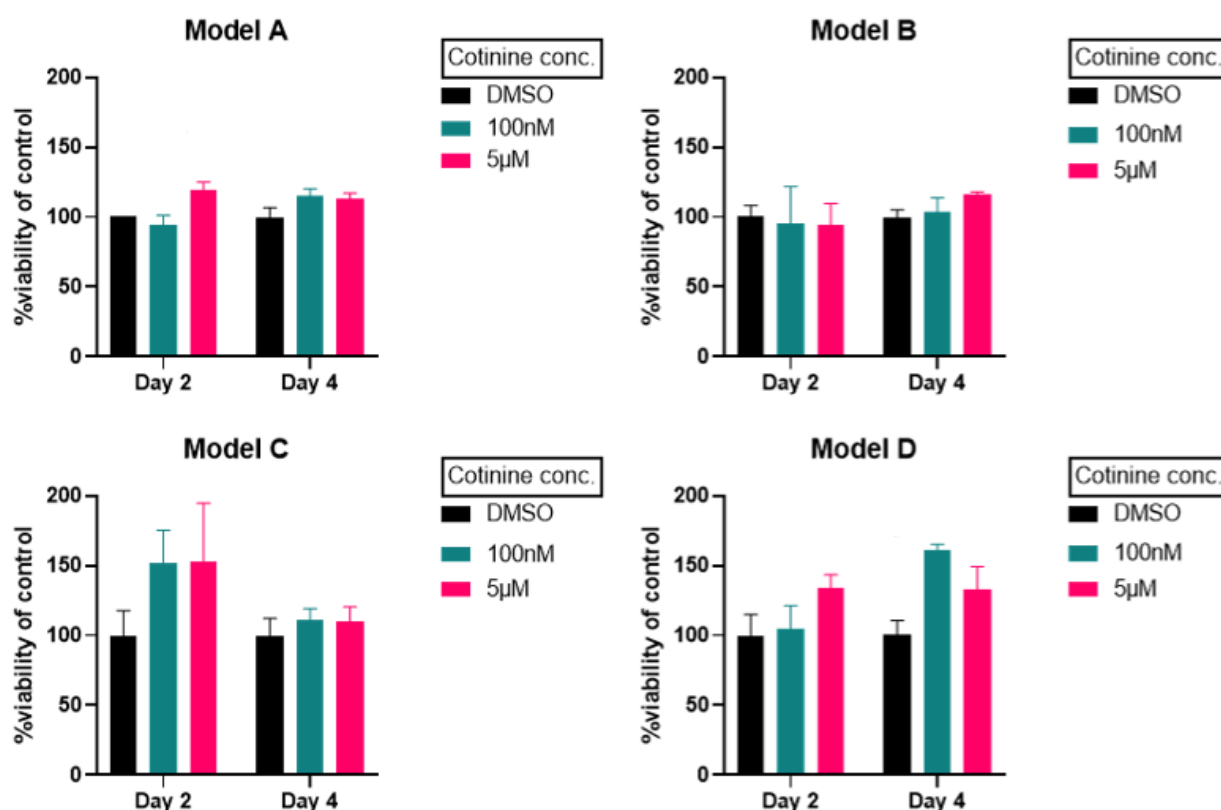 Model A
Cotinine conc.
DMSO
100nM
5µM
%viability of control
200
150
100
50
0
Day 2
Day 4
Model B
Cotinine conc.
DMSO
100nM
5µM
%viability of control
200
150
100
50
0
Day 2
Day 4
Model C
Cotinine conc.
DMSO
100nM
5µM
%viability of control
200
150
100
50
0
Day 2
Day 4
Model D
Cotinine conc.
DMSO
100nM
5µM
%viability of control
200
150
100
50
0
Day 2
Day 4